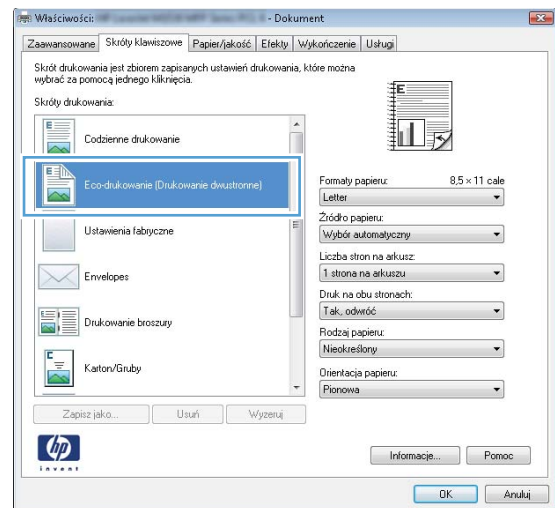 Właściwości: - Dokument
Zaawansowane Skróty klawiszowe Papier/jakość Efekty Wykończenie Usługi
Skrót drukowania jest zbiorem zapisanych ustawień drukowania, które można
wybrać za pomocą jednego kliknięcia.
Skróty drukowania:
Codzienne drukowanie
Eco-drukowanie (Drukowanie dwustronne)
Ustawienia fabryczne
Envelopes
Drukowanie broszury
Karton/Gruby
Formaty papieru: 8,5 × 11 cale
Letter
Źródło papieru:
Wybór automatyczny
Liczba stron na arkusz:
1 strona na arkuszu
Druk na obu stronach:
Tak, odwróć
Rodzaj papieru:
Nieokreślony
Orientacja papieru:
Pionowa
Zapisz jako... Usuń Wyzeruj
hp
invent
Informacje... Pomoc
OK Anuluj